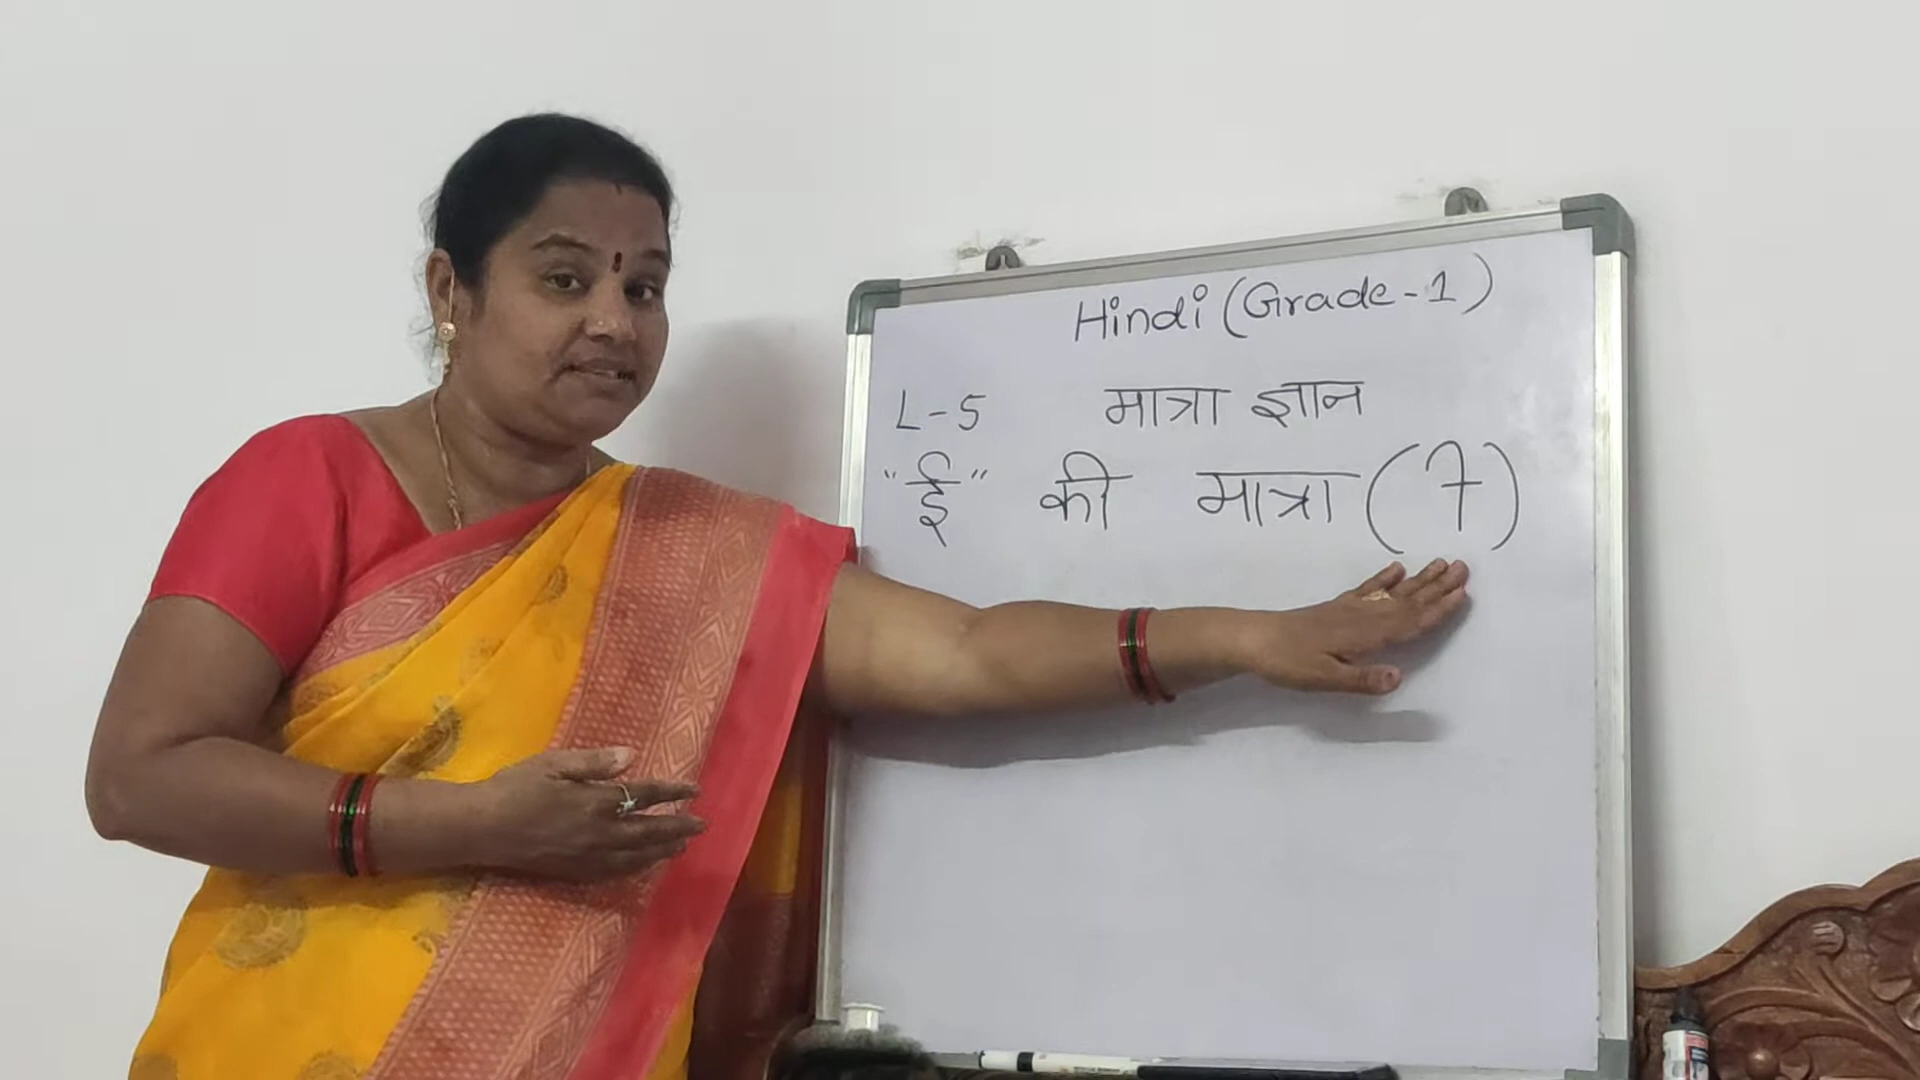 Hindi (Grade-1)
L-5 मात्रा ज्ञान
"ई" की मात्रा (ी)